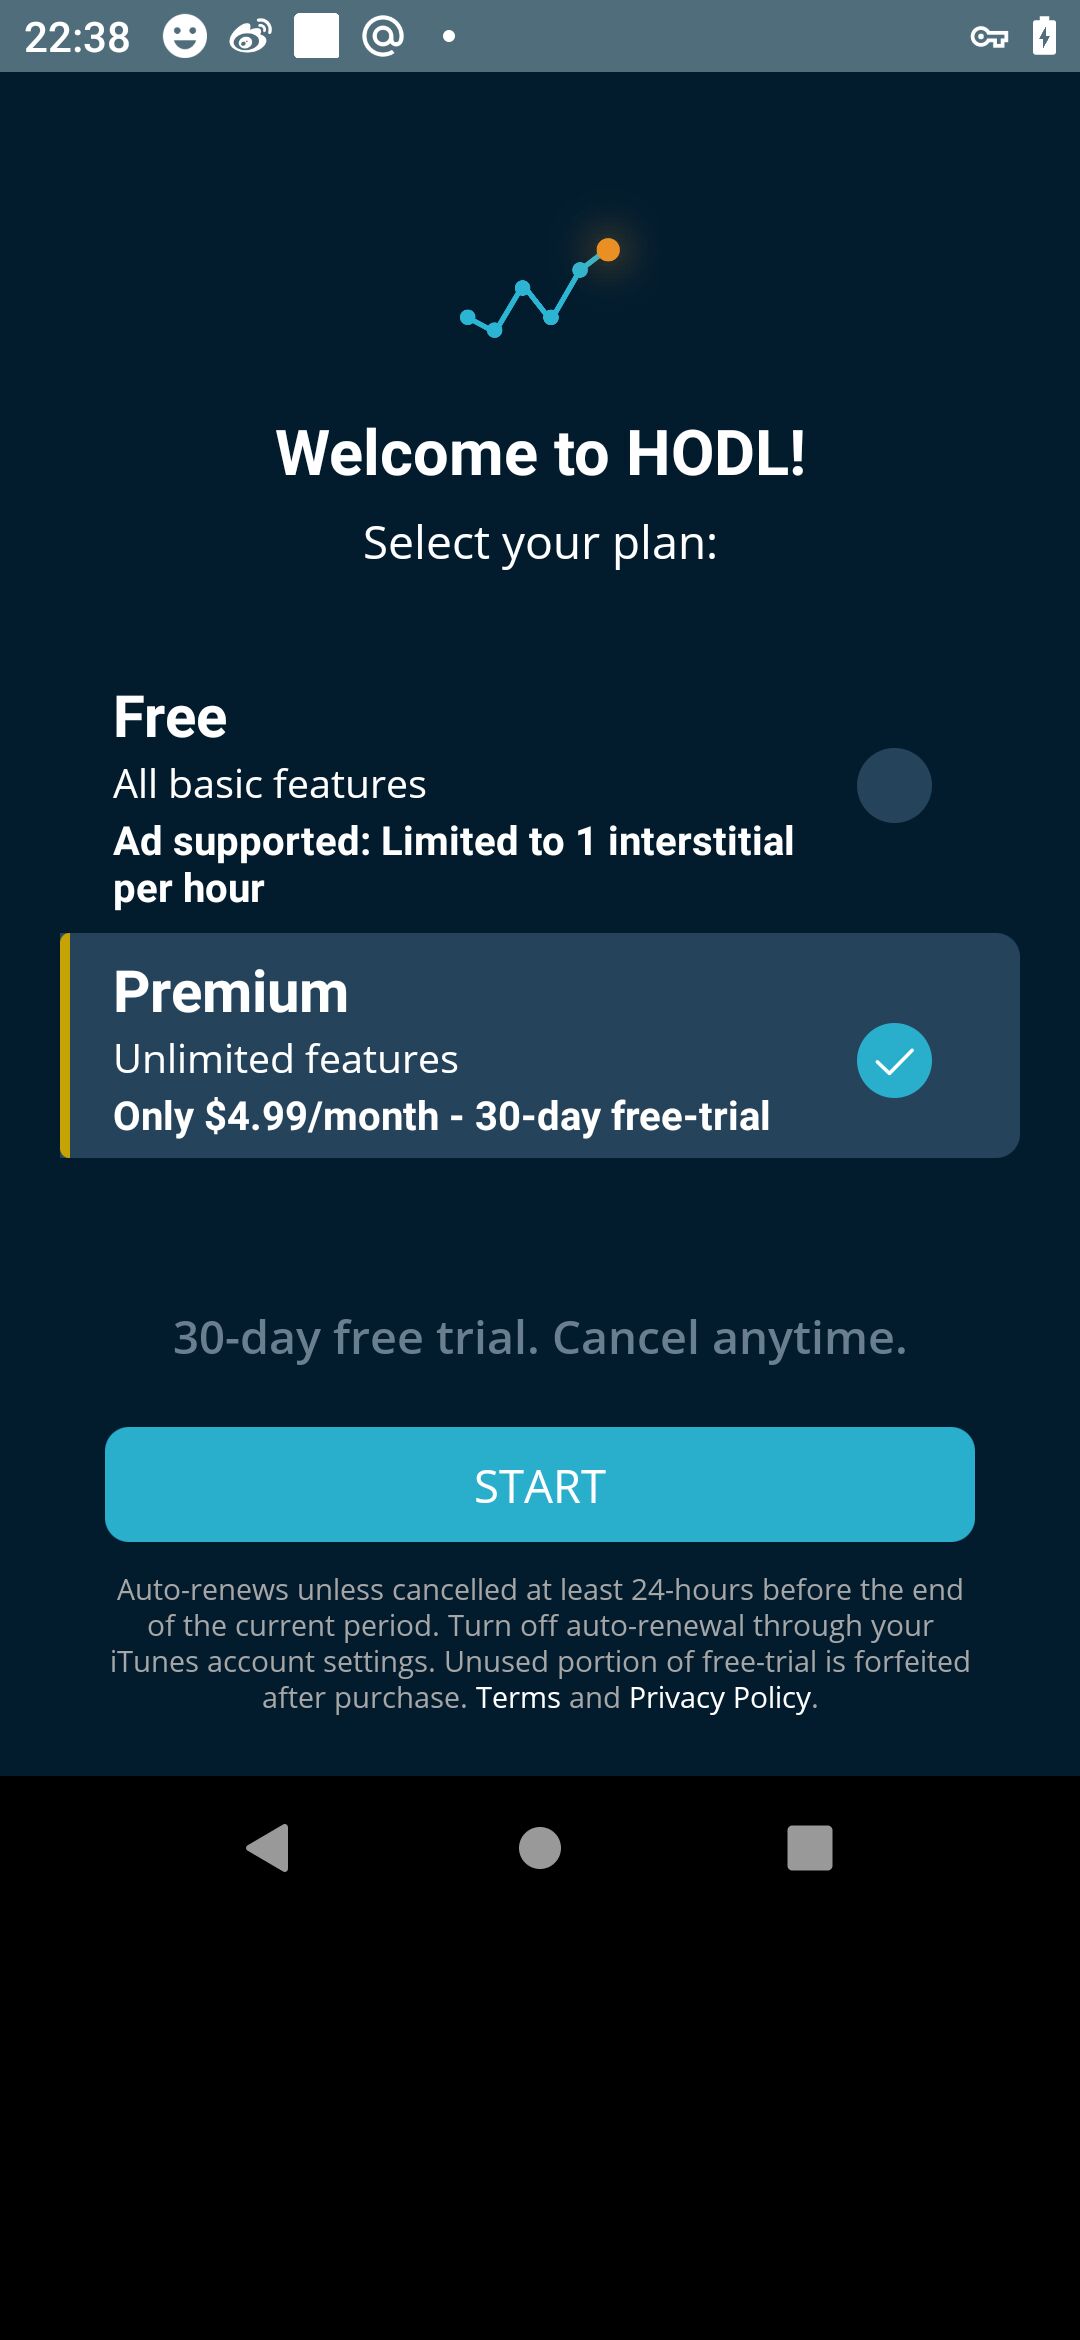 22:38
Welcome to HODL!
Select your plan:
Free
All basic features
Ad supported: Limited to 1 interstitial
per hour
Premium
Unlimited features
Only $4.99/month - 30-day free-trial
30-day free trial. Cancel anytime.
START
Auto-renews unless cancelled at least 24-hours before the end
of the current period. Turn off auto-renewal through your
iTunes account settings. Unused portion of free-trial is forfeited
after purchase. Terms and Privacy Policy.